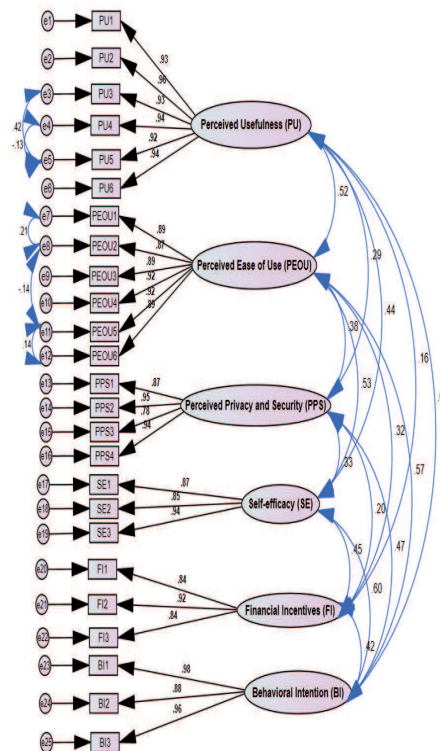 e1 PU1
.93
e2 PU2
.96
e3 PU3
.93
e4 PU4
.94
.42
-.13
e5 PU5
.92
e6 PU6
.94
Perceived Usefulness (PU)
.52
e7 PEOU1
.89
.21
e8 PEOU2
.87
e9 PEOU3
.89
e10 PEOU4
.92
-.14
e11 PEOU5
.92
.14
e12 PEOU6
.89
Perceived Ease of Use (PEOU)
.29
.44
.38
.53
.16
e13 PPS1
.87
e14 PPS2
.95
e15 PPS3
.78
e16 PPS4
.94
Perceived Privacy and Security (PPS)
.32
.57
.33
.20
.47
e17 SE1
.87
e18 SE2
.85
e19 SE3
.94
Self-efficacy (SE)
.45
.60
e20 FI1
.84
e21 FI2
.92
e22 FI3
.84
Financial Incentives (FI)
.42
e23 BI1
.98
e24 BI2
.88
e25 BI3
.96
Behavioral Intention (BI)